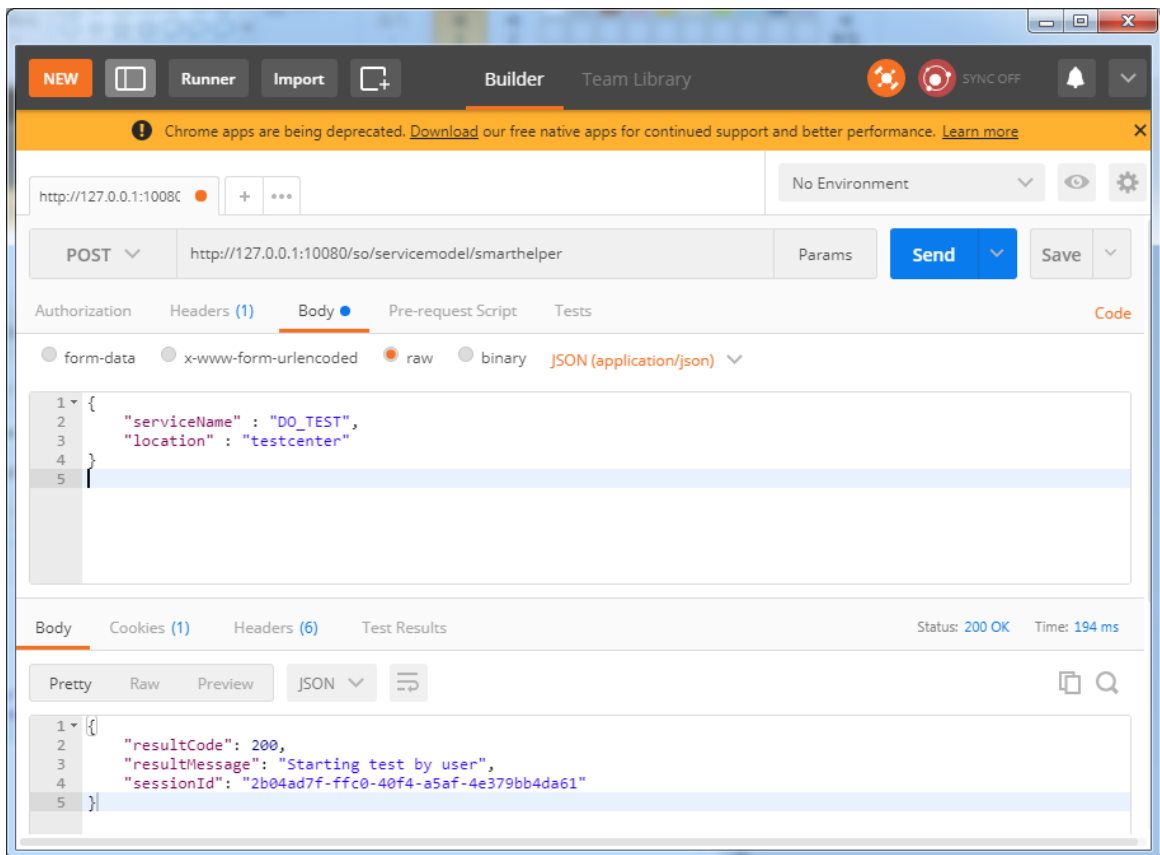 NEW Runner Import Builder Team Library SYNC OFF
Chrome apps are being deprecated. Download our free native apps for continued support and better performance. Learn more
http://127.0.0.1:1008
No Environment
POST http://127.0.0.1:10080/so/servicemodel/smarthelper Params Send Save
Authorization Headers (1) Body Pre-request Script Tests Code
form-data x-www-form-urlencoded raw binary JSON (application/json)
1 {
2 "serviceName" : "DO_TEST",
3 "location" : "testcenter"
4 }
5
Body Cookies (1) Headers (6) Test Results Status: 200 OK Time: 194 ms
Pretty Raw Preview JSON
1 {
2 "resultCode": 200,
3 "resultMessage": "Starting test by user",
4 "sessionId": "2b04ad7f-ffc0-40f4-a5af-4e379bb4da61"
5 }